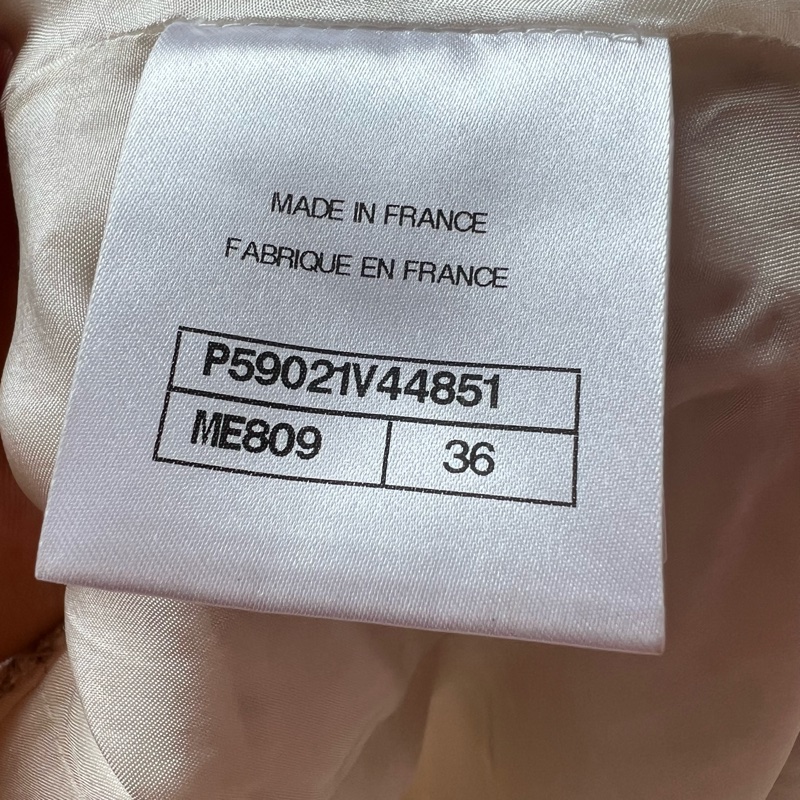 MADE IN FRANCE
FABRIQUE EN FRANCE
P59021V44851
ME809 36